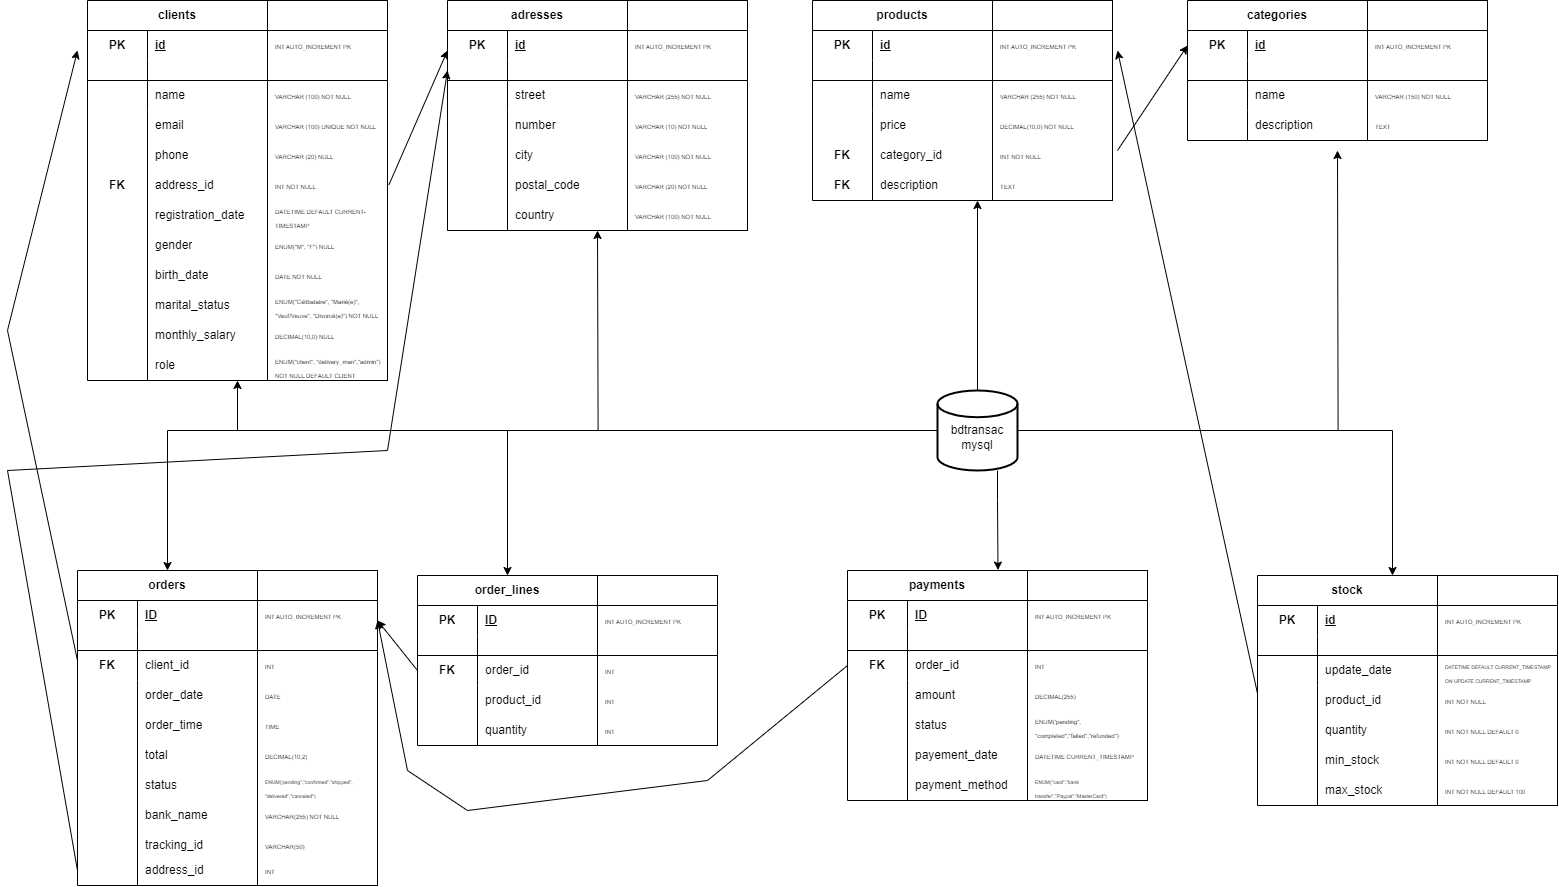 clients
PK id INT AUTO_INCREMENT PK
name VARCHAR (100) NOT NULL
email VARCHAR (100) UNIQUE NOT NULL
phone VARCHAR (20) NULL
FK address_id INT NOT NULL
registration_date DATETIME DEFAULT CURRENT-
TIMESTAMP
gender ENUM("M", "F") NULL
birth_date DATE NOT NULL
marital_status ENUM("Célibataire", "Marié(e)",
"Veuf/Veuve", "Divorcé(e)") NOT NULL
monthly_salary DECIMAL(10,0) NULL
role ENUM("client", "delivery_man","admin")
NOT NULL DEFAULT CLIENT
adresses
PK id INT AUTO_INCREMENT PK
street VARCHAR (255) NOT NULL
number VARCHAR (10) NOT NULL
city VARCHAR (100) NOT NULL
postal_code VARCHAR (20) NOT NULL
country VARCHAR (100) NOT NULL
products
PK id INT AUTO_INCREMENT PK
name VARCHAR (255) NOT NULL
price DECIMAL(10,0) NOT NULL
FK category_id INT NOT NULL
FK description TEXT
categories
PK id INT AUTO_INCREMENT PK
name VARCHAR (150) NOT NULL
description TEXT
bdtransac
mysql
orders
PK ID INT AUTO_INCREMENT PK
FK client_id INT
order_date DATE
order_time TIME
total DECIMAL(10,2)
status ENUM("pending","confirmed","shipped",
"delivered","canceled")
bank_name VARCHAR(255) NOT NULL
tracking_id VARCHAR(50)
address_id INT
order_lines
PK ID INT AUTO_INCREMENT PK
FK order_id INT
product_id INT
quantity INT
payments
PK ID INT AUTO_INCREMENT PK
FK order_id INT
amount DECIMAL(255)
status ENUM("pending",
"completed","failed","refunded")
payement_date DATETIME CURRENT_TIMESTAMP
payment_method ENUM("card","bank
transfer","Paypal","MasterCard")
stock
PK id INT AUTO_INCREMENT PK
update_date DATETIME DEFAULT CURRENT_TIMESTAMP
ON UPDATE CURRENT_TIMESTAMP
product_id INT NOT NULL
quantity INT NOT NULL DEFAULT 0
min_stock INT NOT NULL DEFAULT 0
max_stock INT NOT NULL DEFAULT 100